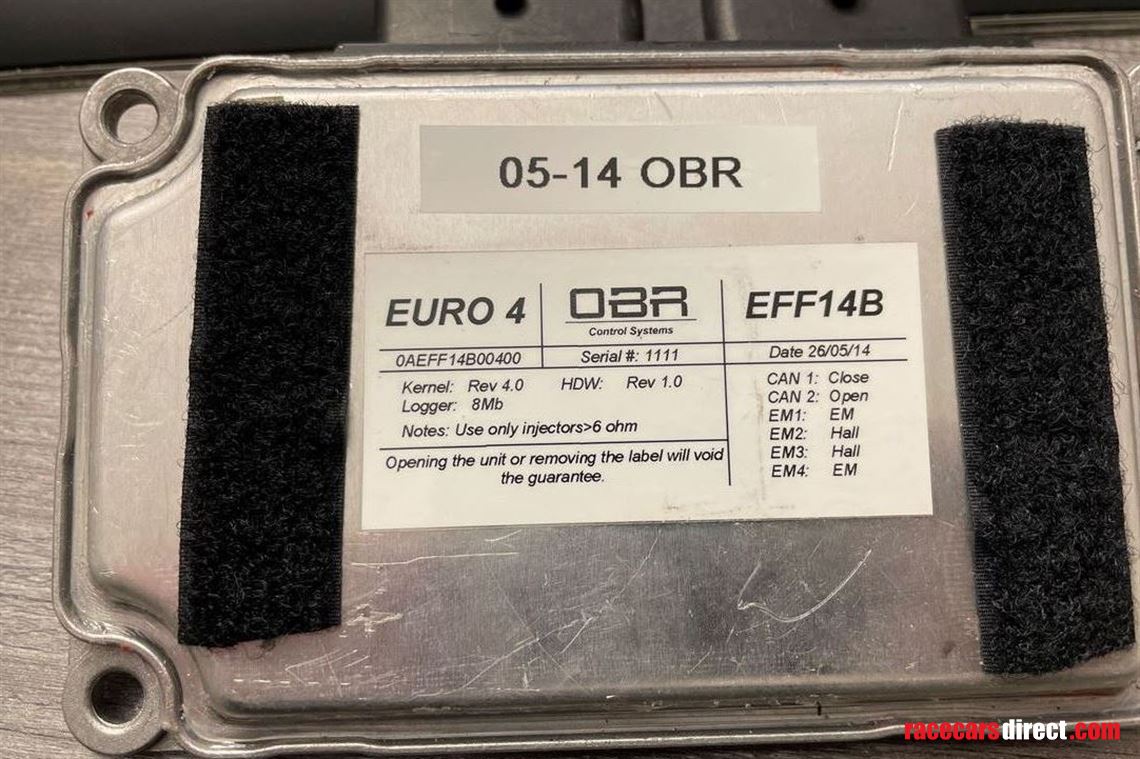 05-14 OBR
EURO 4
OBR
Control Systems
EFF14B
0AEFF14B00400
Serial #: 1111
Date 26/05/14
Kernel: Rev 4.0 HDW: Rev 1.0
Logger: 8Mb
Notes: Use only injectors>6 ohm
Opening the unit or removing the label will void
the guarantee.
CAN 1: Close
CAN 2: Open
EM1: EM
EM2: Hall
EM3: Hall
EM4: EM
racecarsdirect.com